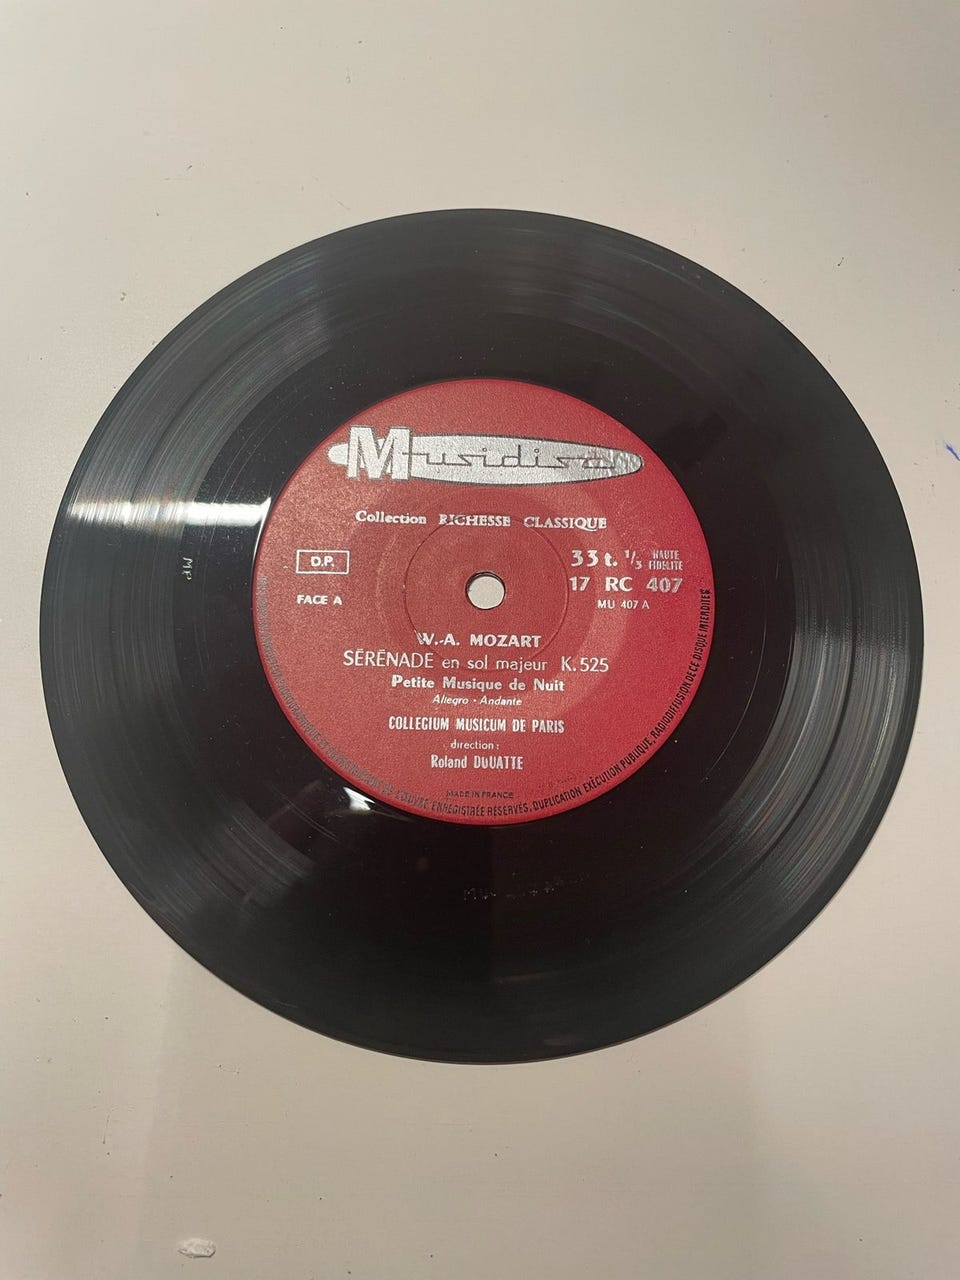 Musidisc
Collection RICHESSE CLASSIQUE
D.P.
33 t. 1/3 HAUTE FIDELITE
17 RC 407
FACE A
MU 407 A
W.-A. MOZART
SÉRÉNADE en sol majeur K.525
Petite Musique de Nuit
Allegro - Andante
COLLEGIUM MUSICUM DE PARIS
direction :
Roland DOUATTE
MADE IN FRANCE
DE L'ŒUVRE ENREGISTRÉE RÉSERVÉS. DUPLICATION EXÉCUTION PUBLIQUE, RADIODIFFUSION DE CE DISQUE INTERDITES
MP